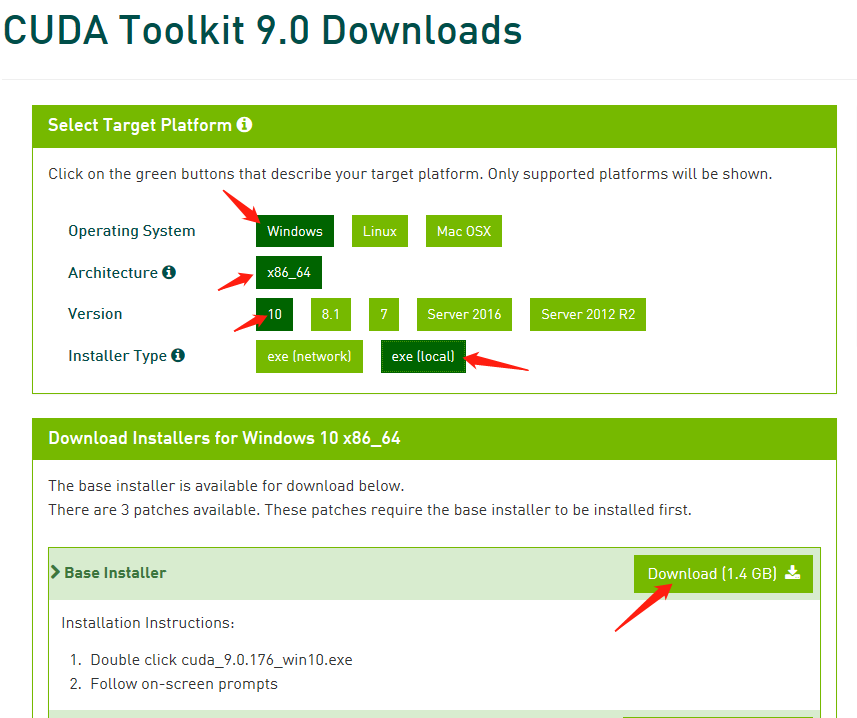 CUDA Toolkit 9.0 Downloads
Select Target Platform
Click on the green buttons that describe your target platform. Only supported platforms will be shown.
Operating System Windows Linux Mac OSX
Architecture x86_64
Version 10 8.1 7 Server 2016 Server 2012 R2
Installer Type exe (network) exe (local)
Download Installers for Windows 10 x86_64
The base installer is available for download below.
There are 3 patches available. These patches require the base installer to be installed first.
Base Installer Download (1.4 GB)
Installation Instructions:
1. Double click cuda_9.0.176_win10.exe
2. Follow on-screen prompts